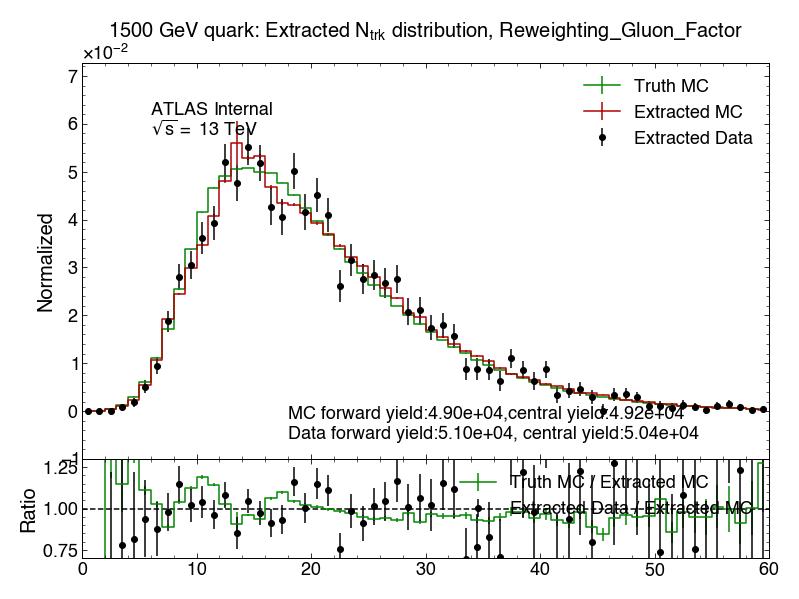 1500 GeV quark: Extracted Ntrk distribution, Reweighting_Gluon_Factor
×10−2
ATLAS Internal
√s = 13 TeV
Truth MC
Extracted MC
Extracted Data
Normalized
7
6
5
4
3
2
1
0
1
MC forward yield:4.90e+04,central yield:4.92e+04
Data forward yield:5.10e+04, central yield:5.04e+04
Ratio
1.25
1.00
0.75
Truth MC / Extracted MC
Extracted Data / Extracted MC
0 10 20 30 40 50 60